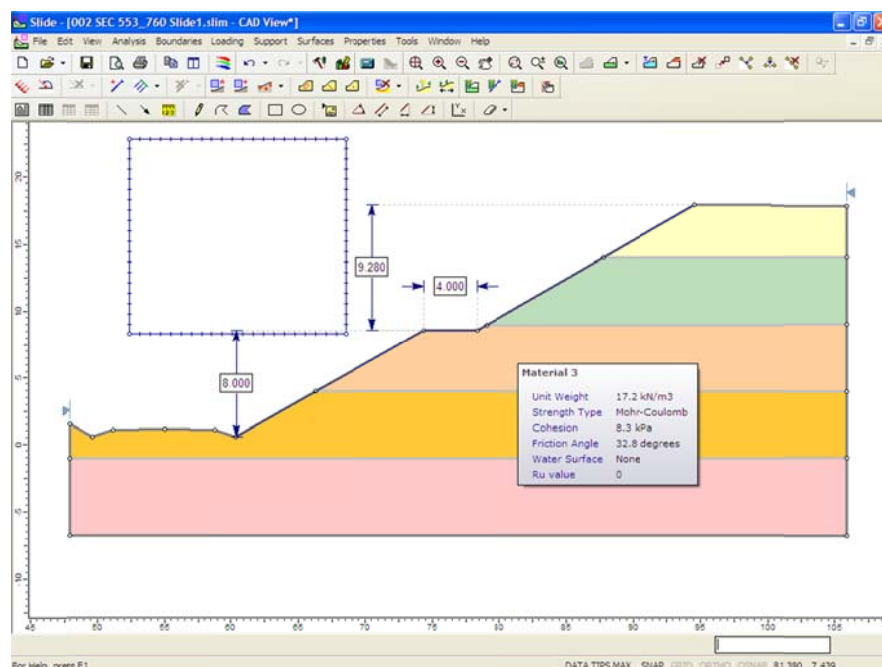 Slide - [002 SEC 553_760 Slide1.slim - CAD View*]
File Edit View Analysis Boundaries Loading Support Surfaces Properties Tools Window Help
20
15
10
5
0
-5
-10
9.280
4.000
8.000
Material 3
Unit Weight 17.2 kN/m3
Strength Type Mohr-Coulomb
Cohesion 8.3 kPa
Friction Angle 32.8 degrees
Water Surface None
Ru value 0
45 50 55 60 65 70 75 80 85 90 95 100 105
For Help, press F1
DATA TIPS MAX SNAP GRID ORTHO OSNAP 81.380, 7.439